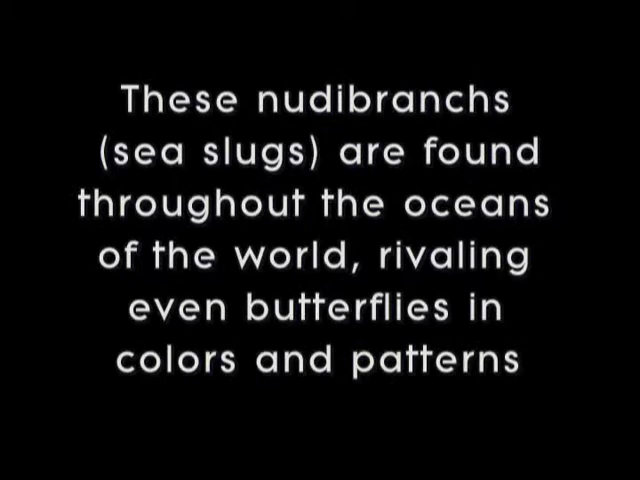 These nudibranchs
(sea slugs) are found
throughout the oceans
of the world, rivaling
even butterflies in
colors and patterns